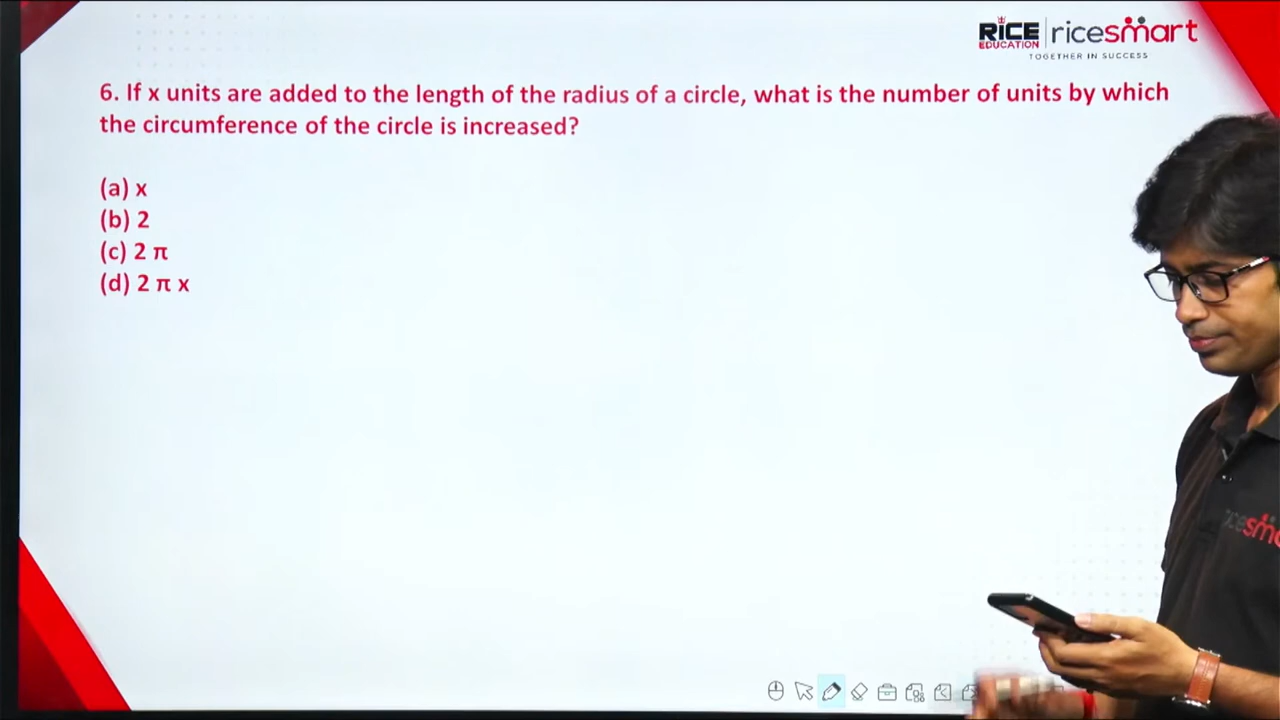 RICE
EDUCATION
ricesmart
TOGETHER IN SUCCESS
6. If x units are added to the length of the radius of a circle, what is the number of units by which
the circumference of the circle is increased?
(a) x
(b) 2
(c) 2 π
(d) 2 π x